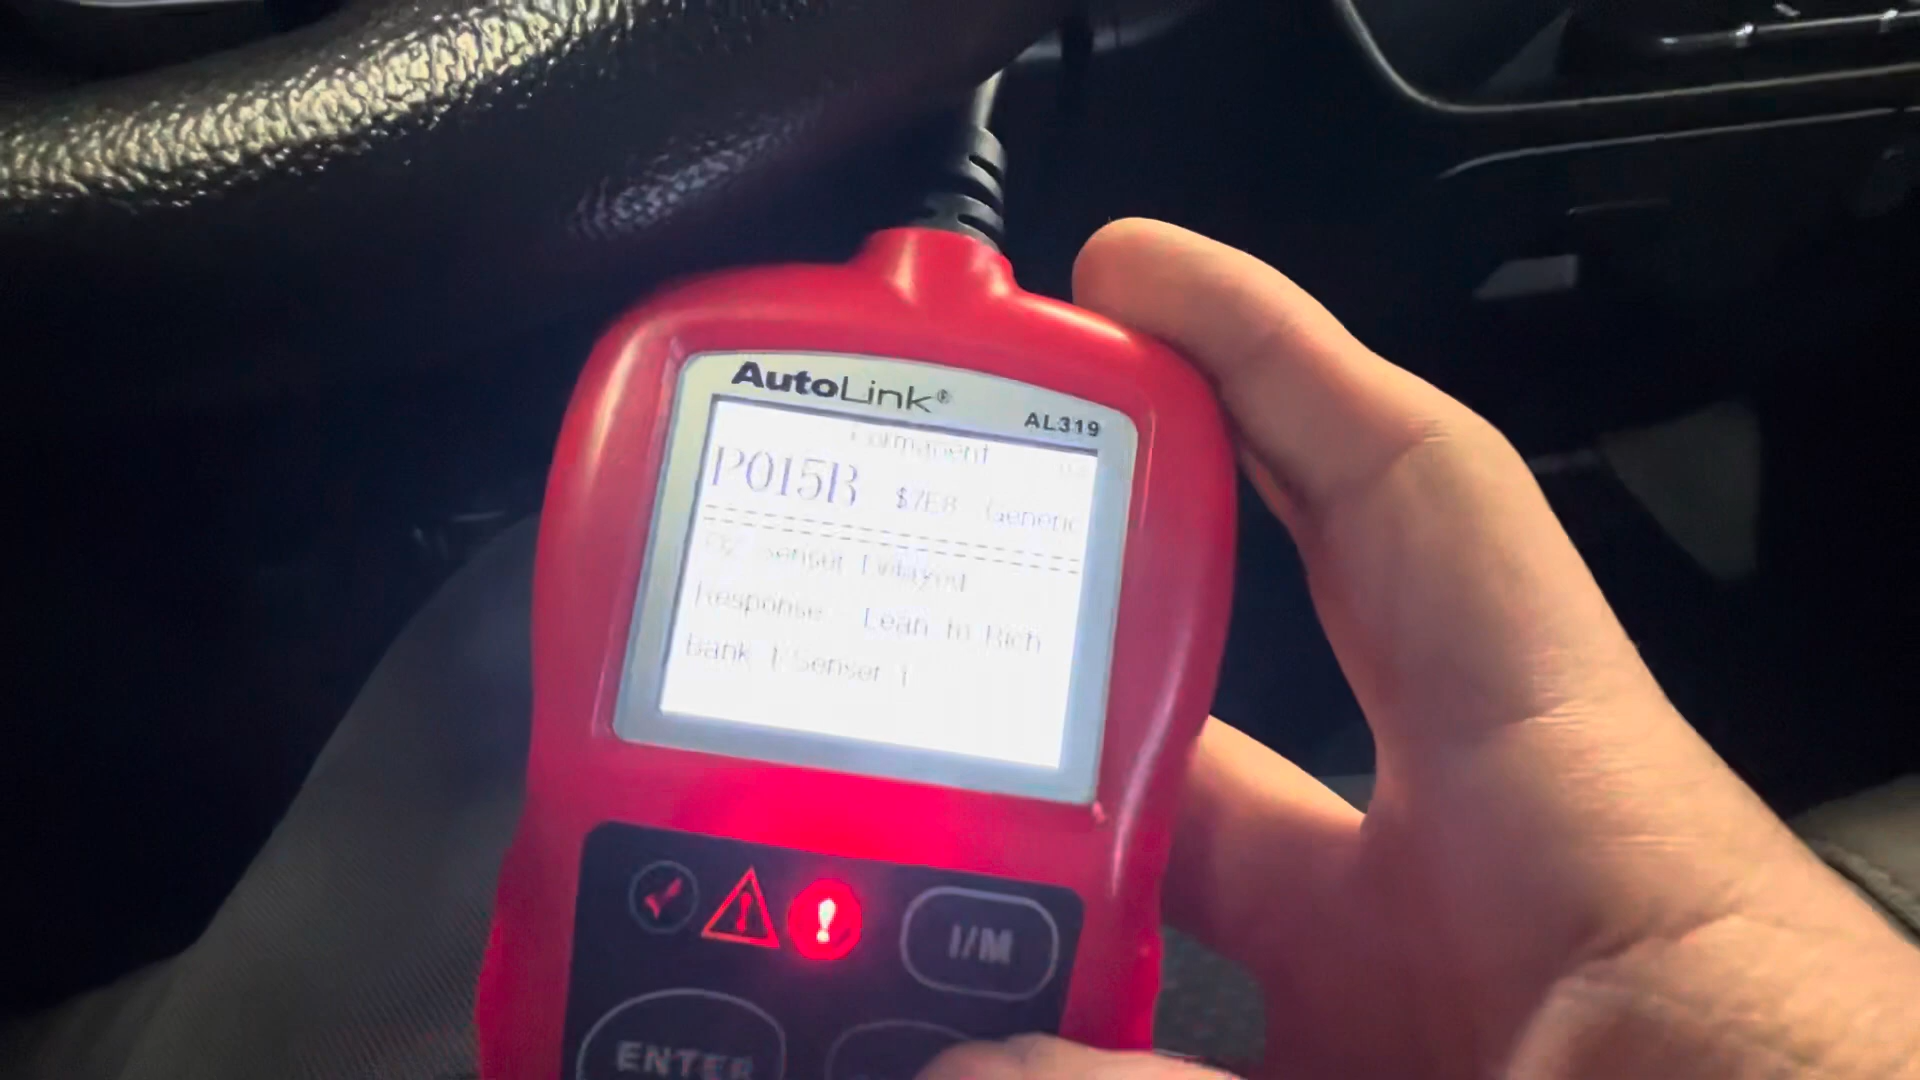 AutoLink®
AL319
Permanent
P015B $7E8 Generic
O2 Sensor Delayed
Response - Lean to Rich
Bank 1 Sensor 1
I/M
ENTER